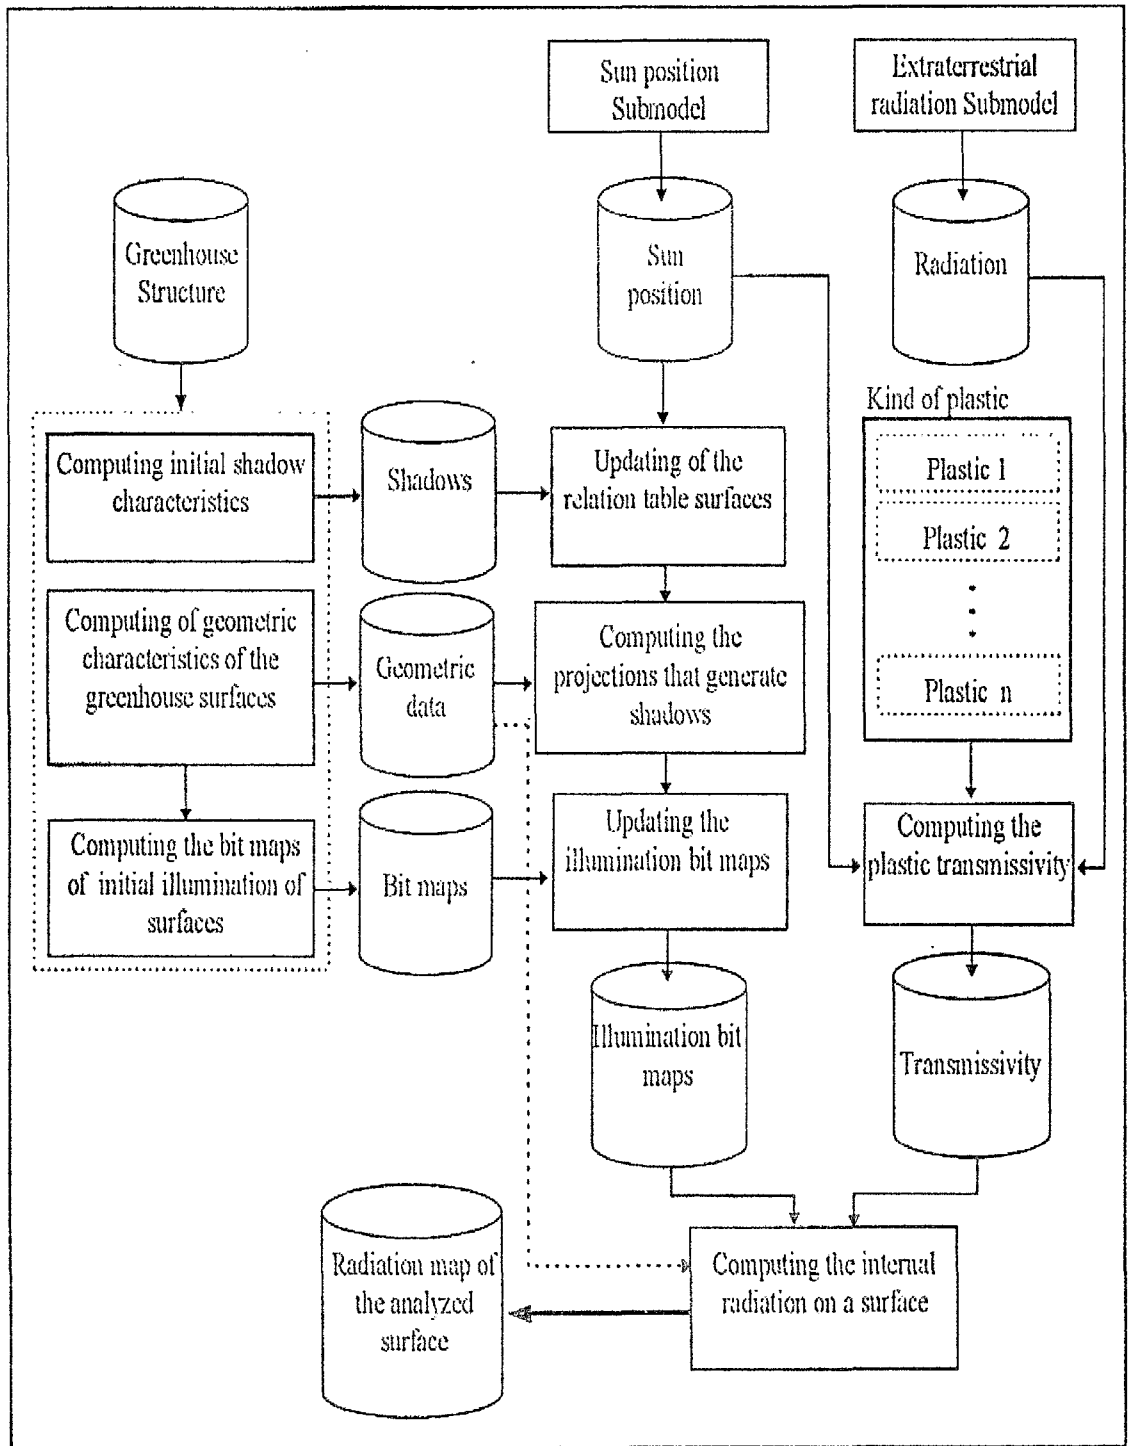 Sun position
Submodel
Extraterrestrial
radiation Submodel
Greenhouse
Structure
Sun
position
Radiation
Kind of plastic
Computing initial shadow
characteristics
Shadows
Updating of the
relation table surfaces
Plastic 1
Plastic 2
Plastic n
Computing of geometric
characteristics of the
greenhouse surfaces
Geometric
data
Computing the
projections that generate
shadows
Computing the bit maps
of initial illumination of
surfaces
Bit maps
Updating the
illumination bit maps
Computing the
plastic transmissivity
Illumination bit
maps
Transmissivity
Radiation map of
the analyzed
surface
Computing the internal
radiation on a surface